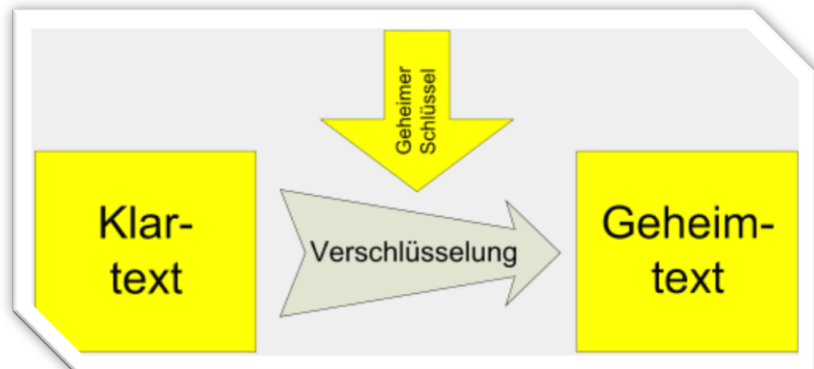 Geheimer
Schlüssel
Klar-
text
Verschlüsselung
Geheim-
text